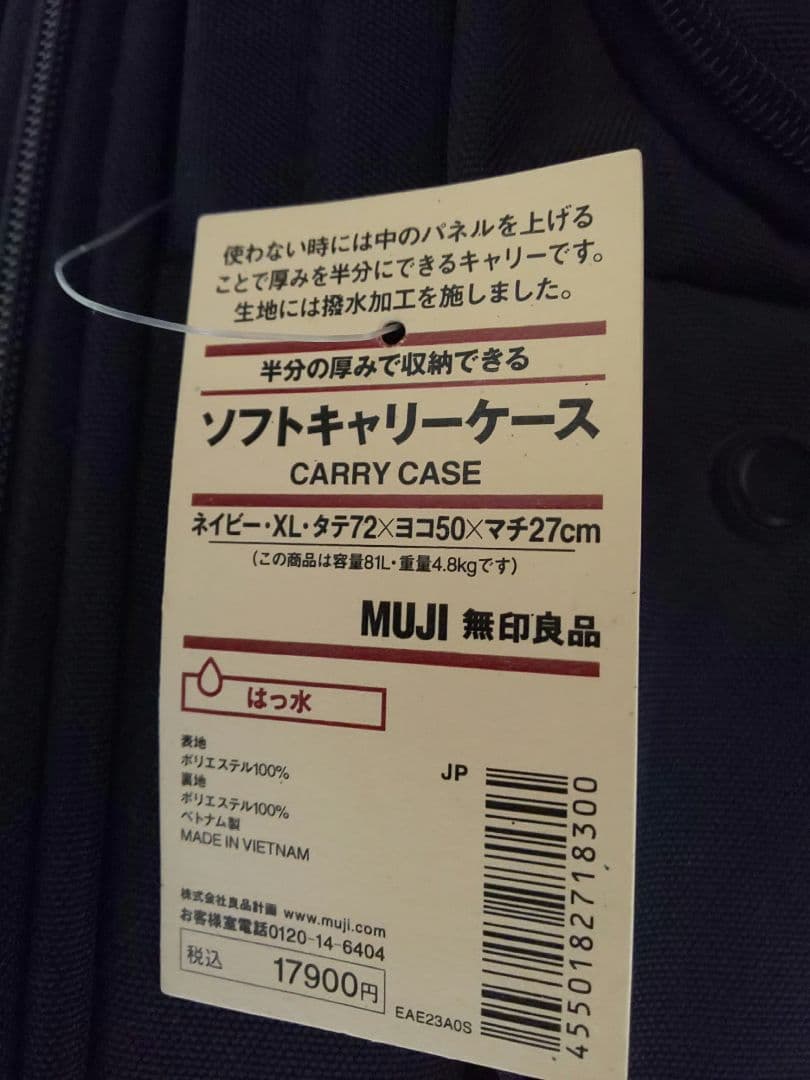 使わない時には中のパネルを上げる
ことで厚みを半分にできるキャリーです。
生地には撥水加工を施しました。
半分の厚みで収納できる
ソフトキャリーケース
CARRY CASE
ネイビー・XL・タテ72×ヨコ50×マチ27cm
(この商品は容量81L・重量4.8kgです)
MUJI 無印良品
はっ水
表地
ポリエステル100%
裏地
ポリエステル100%
ベトナム製
MADE IN VIETNAM
株式会社良品計画 www.muji.com
お客様室電話0120-14-6404
税込 17900円
JP
4550182718300
EAE23A0S